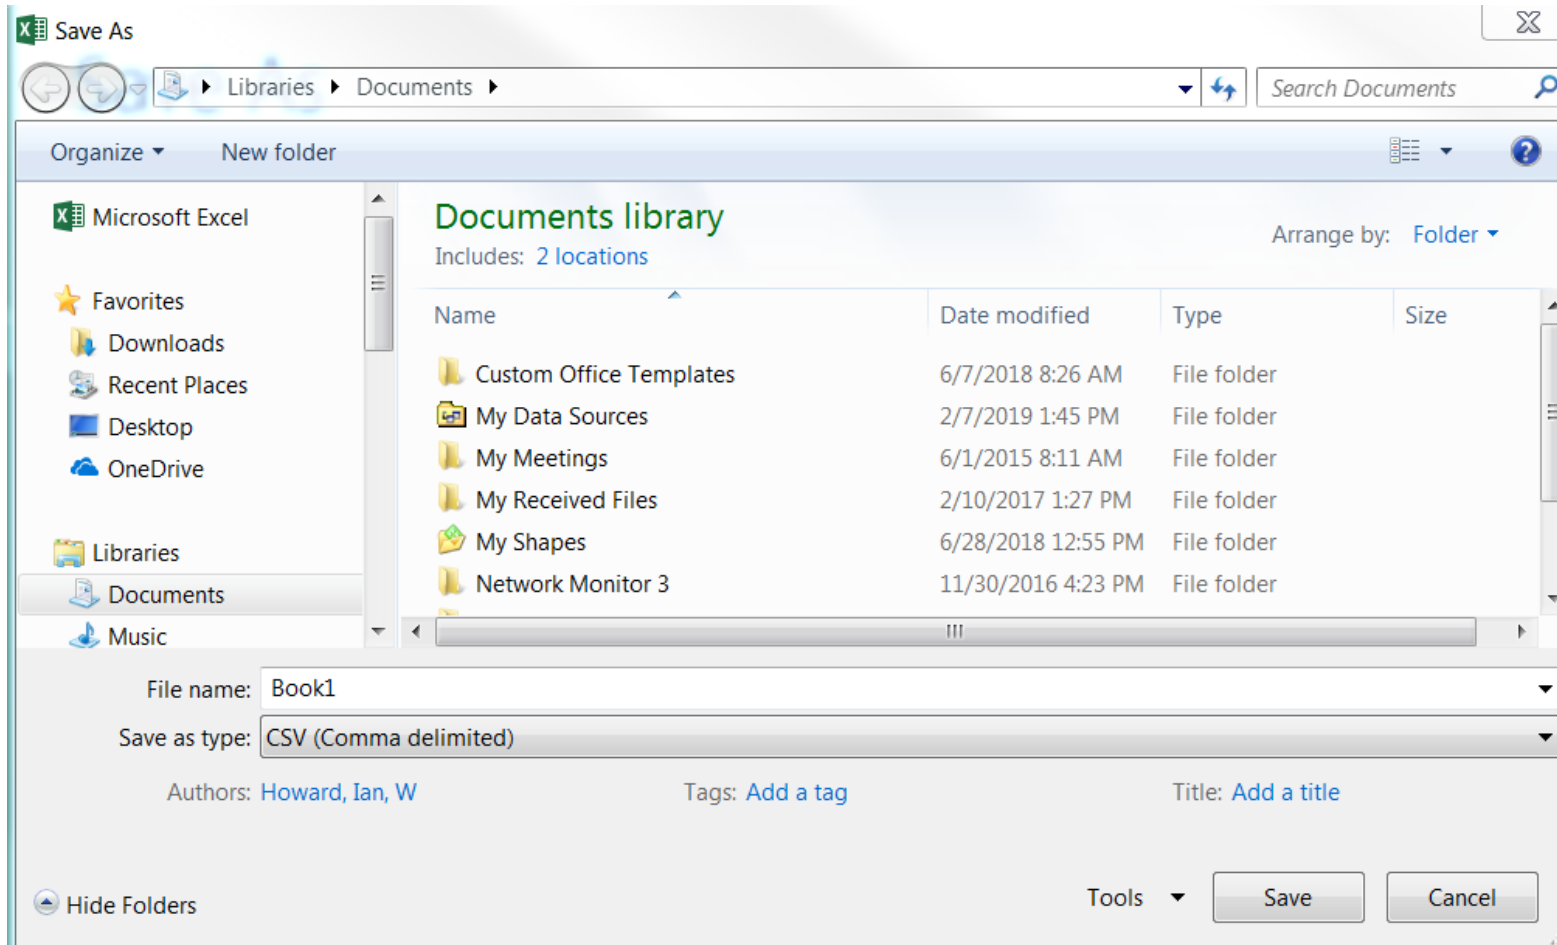 Save As
Libraries Documents
Search Documents
Organize New folder
Microsoft Excel
Favorites
Downloads
Recent Places
Desktop
OneDrive
Libraries
Documents
Music
Documents library
Includes: 2 locations
Arrange by: Folder
Name Date modified Type Size
Custom Office Templates 6/7/2018 8:26 AM File folder
My Data Sources 2/7/2019 1:45 PM File folder
My Meetings 6/1/2015 8:11 AM File folder
My Received Files 2/10/2017 1:27 PM File folder
My Shapes 6/28/2018 12:55 PM File folder
Network Monitor 3 11/30/2016 4:23 PM File folder
File name: Book1
Save as type: CSV (Comma delimited)
Authors: Howard, Ian, W Tags: Add a tag Title: Add a title
Hide Folders Tools Save Cancel